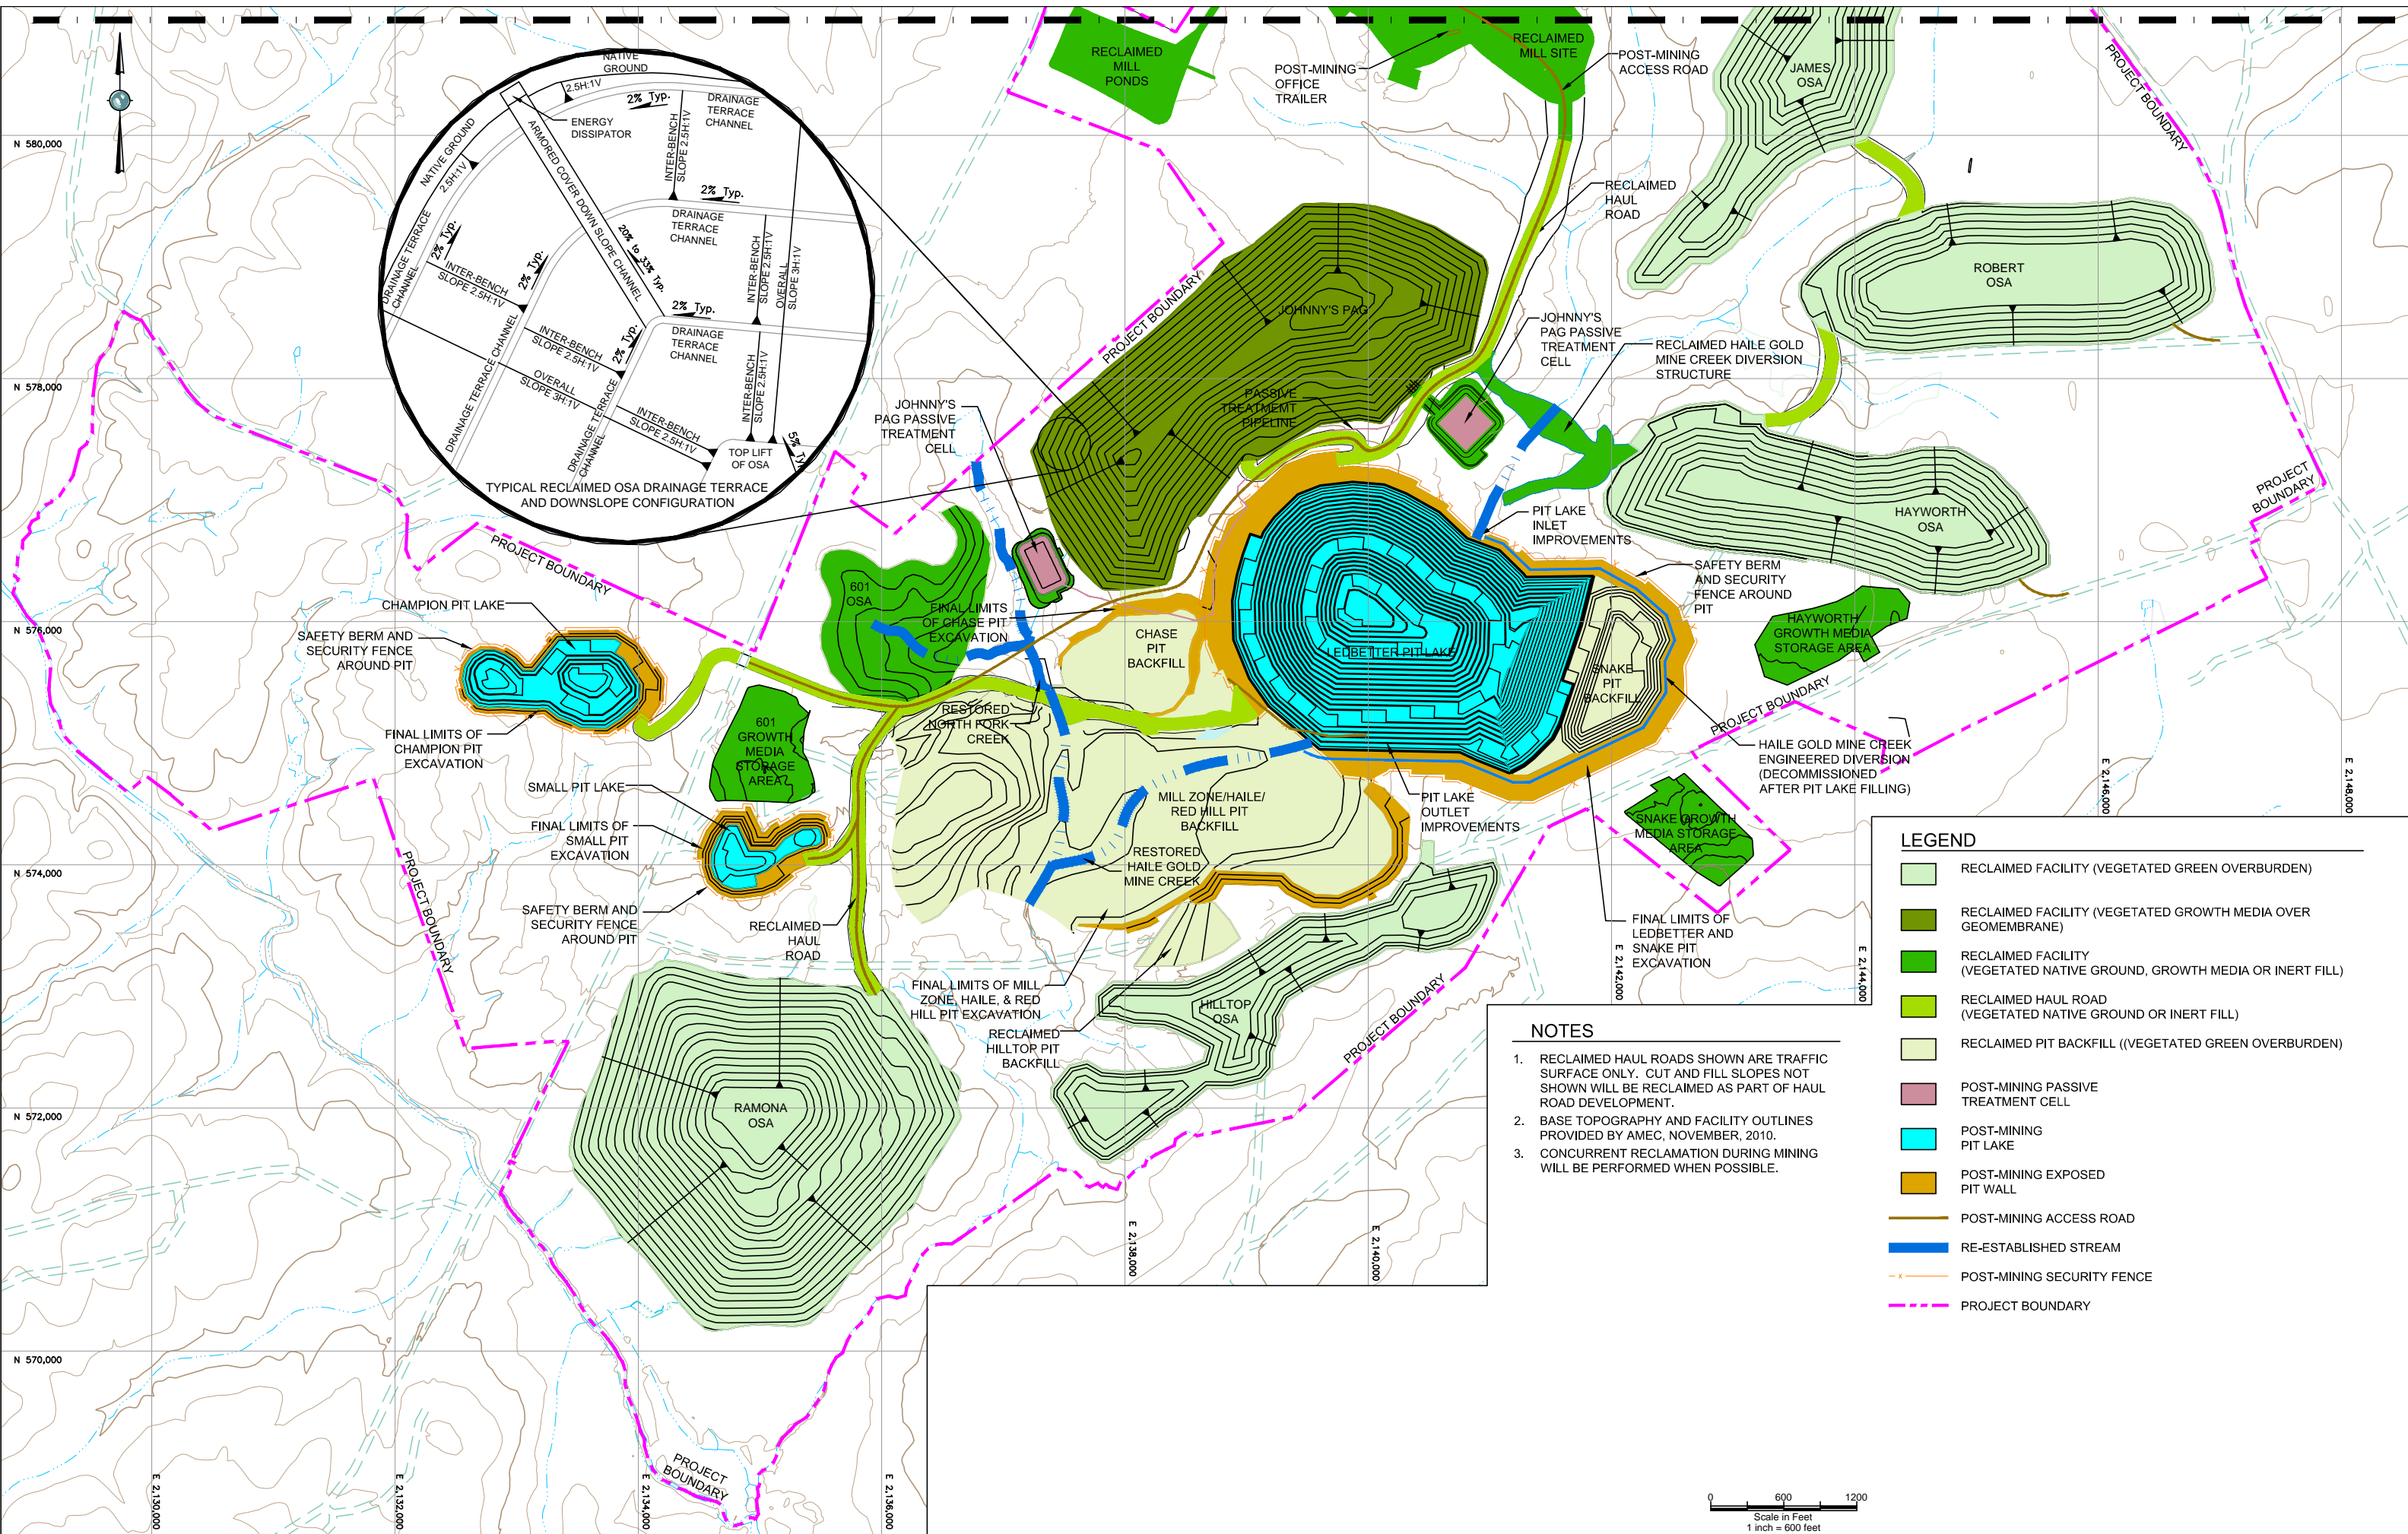 NATIVE
GROUND
2.5H:1V
2% Typ.
DRAINAGE
TERRACE
CHANNEL
ENERGY
DISSIPATOR
NATIVE GROUND
2.5H:1V
ARMORED COVER DOWN SLOPE CHANNEL
20% to 33% Typ.
INTER-BENCH
SLOPE 2.5H:1V
2% Typ.
DRAINAGE
TERRACE
CHANNEL
DRAINAGE TERRACE
CHANNEL
2% Typ.
INTER-BENCH
SLOPE 2.5H:1V
2% Typ.
INTER-BENCH
SLOPE 2.5H:1V
OVERALL
SLOPE 3H:1V
2% Typ.
DRAINAGE
TERRACE
CHANNEL
INTER-BENCH
SLOPE 2.5H:1V
2% Typ.
DRAINAGE TERRACE CHANNEL
OVERALL
SLOPE 3H:1V
DRAINAGE TERRACE
CHANNEL
INTER-BENCH
SLOPE 2.5H:1V
INTER-BENCH
SLOPE 2.5H:1V
TOP LIFT
OF OSA
5% Ty
TYPICAL RECLAIMED OSA DRAINAGE TERRACE
AND DOWNSLOPE CONFIGURATION
RECLAIMED
MILL
PONDS
POST-MINING
OFFICE
TRAILER
RECLAIMED
MILL SITE
POST-MINING
ACCESS ROAD
JAMES
OSA
PROJECT BOUNDARY
RECLAIMED
HAUL
ROAD
ROBERT
OSA
PROJECT BOUNDARY
JOHNNY'S PAG
JOHNNY'S
PAG PASSIVE
TREATMENT
CELL
RECLAIMED HAILE GOLD
MINE CREEK DIVERSION
STRUCTURE
PASSIVE
TREATMEMT
PIPELINE
JOHNNY'S
PAG PASSIVE
TREATMENT
CELL
PROJECT
BOUNDARY
HAYWORTH
OSA
PIT LAKE
INLET
IMPROVEMENTS
SAFETY BERM
AND SECURITY
FENCE AROUND
PIT
PROJECT BOUNDARY
601
OSA
FINAL LIMITS
OF CHASE PIT
EXCAVATION
CHASE
PIT
BACKFILL
LEDBETTER PIT LAKE
SNAKE
PIT
BACKFILL
HAYWORTH
GROWTH MEDIA
STORAGE AREA
PROJECT BOUNDARY
CHAMPION PIT LAKE
SAFETY BERM AND
SECURITY FENCE
AROUND PIT
FINAL LIMITS OF
CHAMPION PIT
EXCAVATION
601
GROWTH
MEDIA
STORAGE
AREA
RESTORED
NORTH FORK
CREEK
HAILE GOLD MINE CREEK
ENGINEERED DIVERSION
(DECOMMISSIONED
AFTER PIT LAKE FILLING)
SMALL PIT LAKE
FINAL LIMITS OF
SMALL PIT
EXCAVATION
SAFETY BERM AND
SECURITY FENCE
AROUND PIT
RECLAIMED
HAUL
ROAD
MILL ZONE/HAILE/
RED HILL PIT
BACKFILL
RESTORED
HAILE GOLD
MINE CREEK
PIT LAKE
OUTLET
IMPROVEMENTS
SNAKE GROWTH
MEDIA STORAGE
AREA
FINAL LIMITS OF
LEDBETTER AND
SNAKE PIT
EXCAVATION
PROJECT BOUNDARY
FINAL LIMITS OF MILL
ZONE, HAILE, & RED
HILL PIT EXCAVATION
RECLAIMED
HILLTOP PIT
BACKFILL
HILLTOP
OSA
PROJECT BOUNDARY
RAMONA
OSA
PROJECT
BOUNDARY
N 580,000
N 578,000
N 576,000
N 574,000
N 572,000
N 570,000
E 2,130,000
E 2,132,000
E 2,134,000
E 2,136,000
E 2,138,000
E 2,140,000
E 2,142,000
E 2,144,000
E 2,146,000
E 2,148,000
NOTES
1. RECLAIMED HAUL ROADS SHOWN ARE TRAFFIC
SURFACE ONLY. CUT AND FILL SLOPES NOT
SHOWN WILL BE RECLAIMED AS PART OF HAUL
ROAD DEVELOPMENT.
2. BASE TOPOGRAPHY AND FACILITY OUTLINES
PROVIDED BY AMEC, NOVEMBER, 2010.
3. CONCURRENT RECLAMATION DURING MINING
WILL BE PERFORMED WHEN POSSIBLE.
LEGEND
RECLAIMED FACILITY (VEGETATED GREEN OVERBURDEN)
RECLAIMED FACILITY (VEGETATED GROWTH MEDIA OVER
GEOMEMBRANE)
RECLAIMED FACILITY
(VEGETATED NATIVE GROUND, GROWTH MEDIA OR INERT FILL)
RECLAIMED HAUL ROAD
(VEGETATED NATIVE GROUND OR INERT FILL)
RECLAIMED PIT BACKFILL ((VEGETATED GREEN OVERBURDEN)
POST-MINING PASSIVE
TREATMENT CELL
POST-MINING
PIT LAKE
POST-MINING EXPOSED
PIT WALL
POST-MINING ACCESS ROAD
RE-ESTABLISHED STREAM
POST-MINING SECURITY FENCE
PROJECT BOUNDARY
0 600 1200
Scale in Feet
1 inch = 600 feet